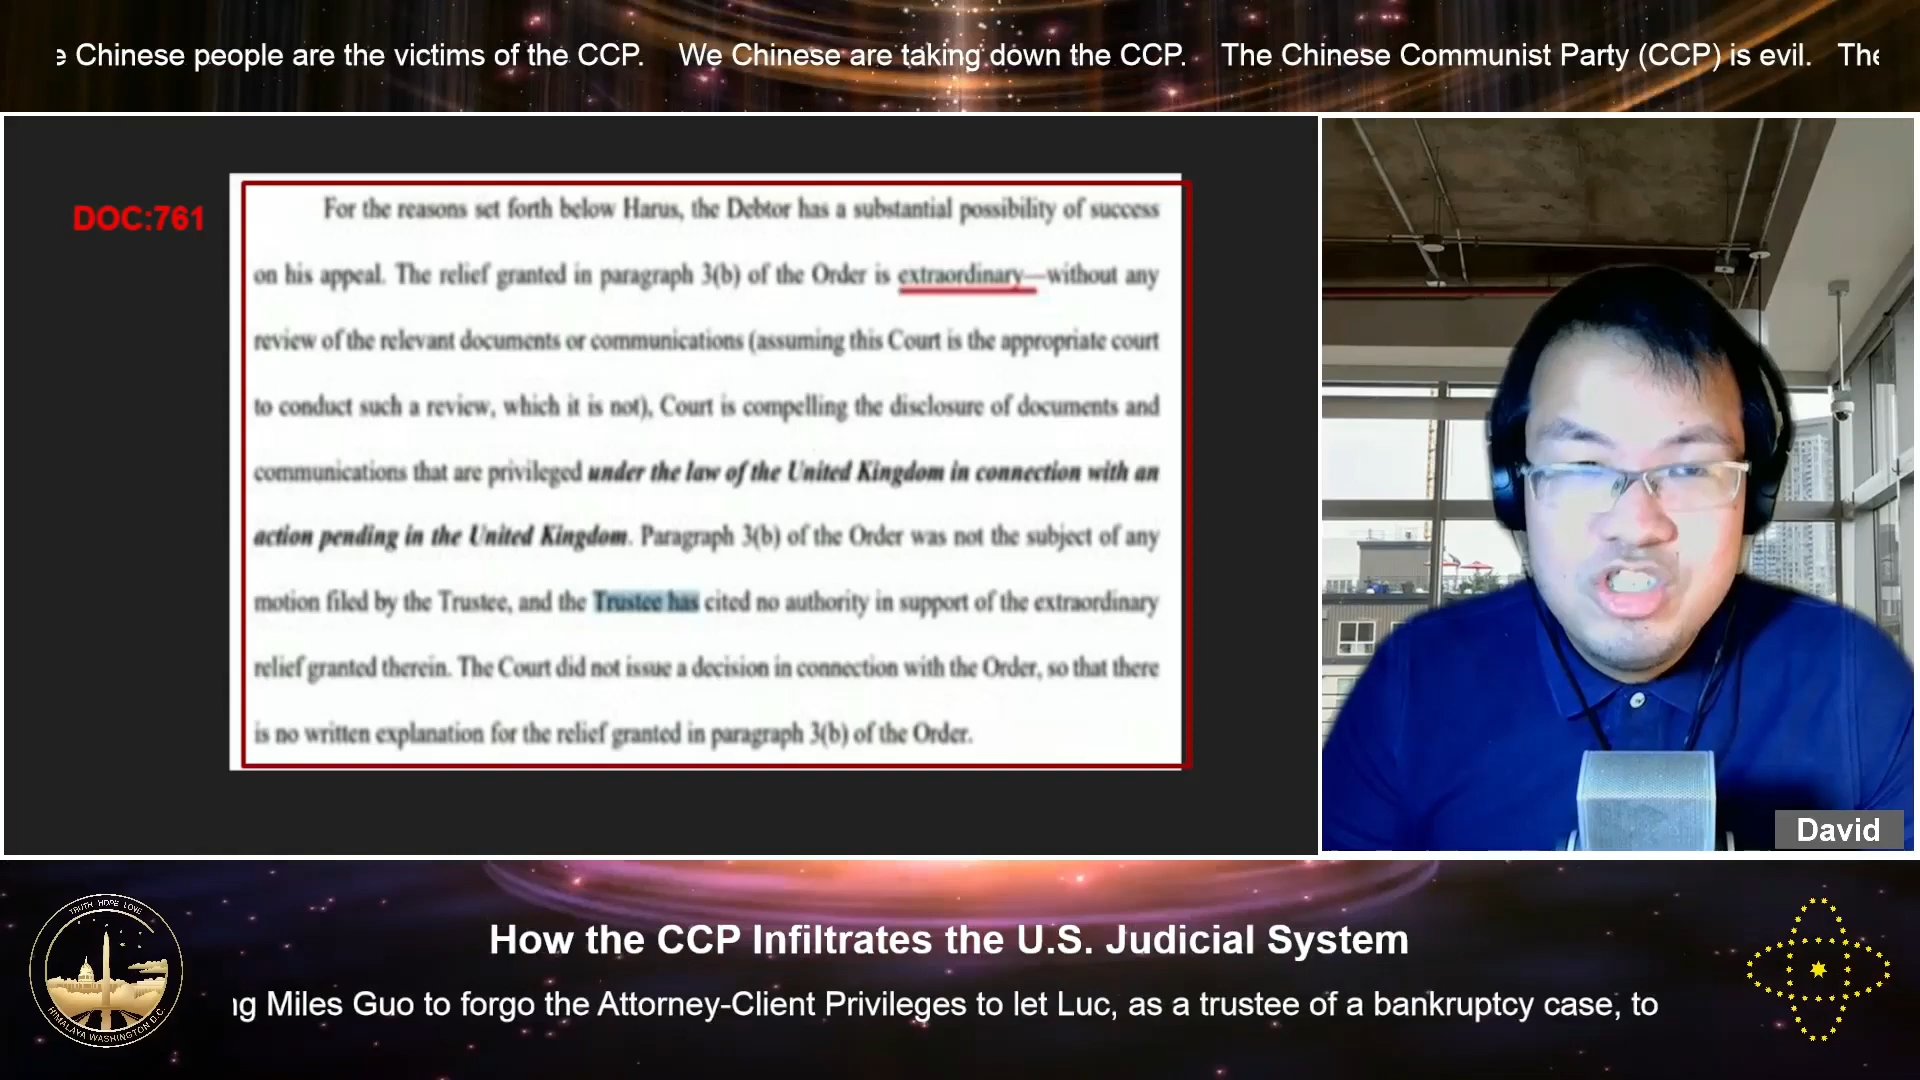 Chinese people are the victims of the CCP. We Chinese are taking down the CCP. The Chinese Communist Party (CCP) is evil. The
DOC:761
For the reasons set forth below Harus, the Debtor has a substantial possibility of success
on his appeal. The relief granted in paragraph 3(b) of the Order is extraordinary—without any
review of the relevant documents or communications (assuming this Court is the appropriate court
to conduct such a review, which it is not), Court is compelling the disclosure of documents and
communications that are privileged under the law of the United Kingdom in connection with an
action pending in the United Kingdom. Paragraph 3(b) of the Order was not the subject of any
motion filed by the Trustee, and the Trustee has cited no authority in support of the extraordinary
relief granted therein. The Court did not issue a decision in connection with the Order, so that there
is no written explanation for the relief granted in paragraph 3(b) of the Order.
David
TRUTH HOPE LOVE
HIMALAYA WASHINGTON D.C.
How the CCP Infiltrates the U.S. Judicial System
Miles Guo to forgo the Attorney-Client Privileges to let Luc, as a trustee of a bankruptcy case, to